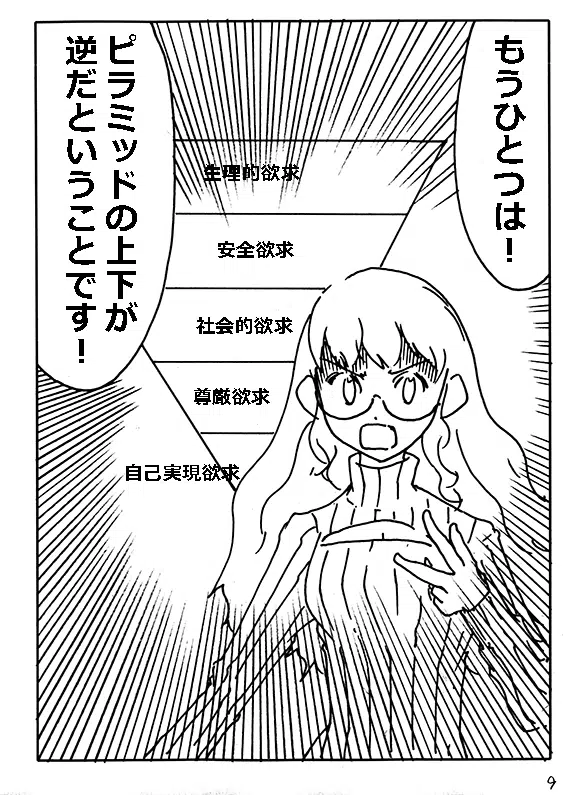 もうひとつは！
ピラミッドの上下が
逆だということです！
生理的欲求
安全欲求
社会的欲求
尊厳欲求
自己実現欲求
9